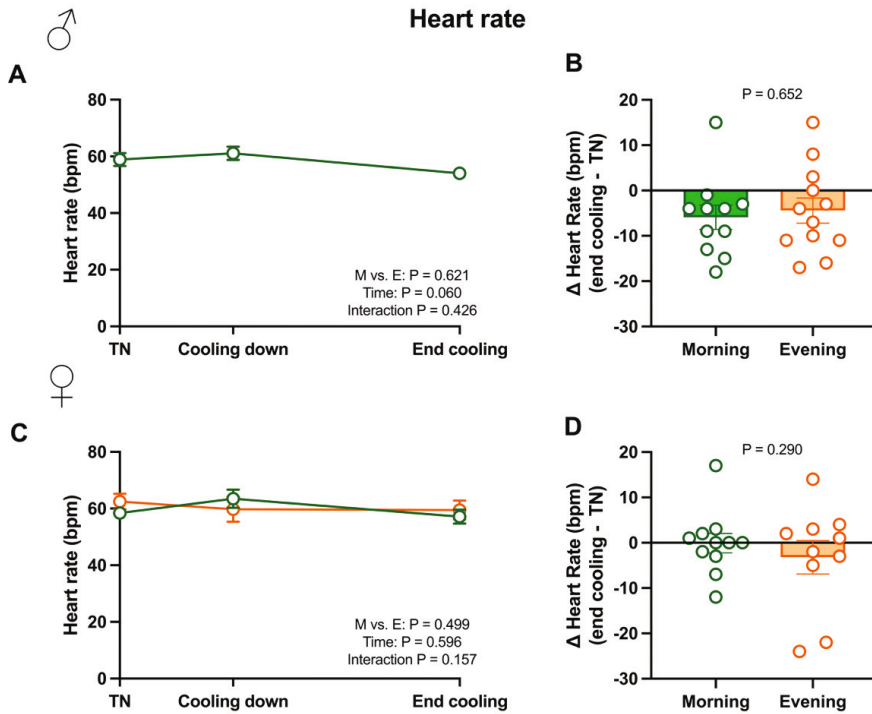 Heart rate
A
Heart rate (bpm)
80
60
40
20
0
M vs. E: P = 0.621
Time: P = 0.060
Interaction P = 0.426
TN
Cooling down
End cooling
B
P = 0.652
Δ Heart Rate (bpm)
(end cooling - TN)
20
10
0
-10
-20
-30
Morning
Evening
C
Heart rate (bpm)
80
60
40
20
0
M vs. E: P = 0.499
Time: P = 0.596
Interaction P = 0.157
TN
Cooling down
End cooling
D
P = 0.290
Δ Heart Rate (bpm)
(end cooling - TN)
20
10
0
-10
-20
-30
Morning
Evening